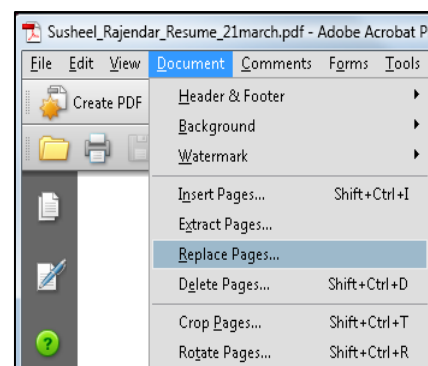 Susheel_Rajendar_Resume_21march.pdf - Adobe Acrobat P
File Edit View Document Comments Forms Tools
Create PDF
Header & Footer
Background
Watermark
Insert Pages... Shift+Ctrl+I
Extract Pages...
Replace Pages...
Delete Pages... Shift+Ctrl+D
Crop Pages... Shift+Ctrl+T
Rotate Pages... Shift+Ctrl+R